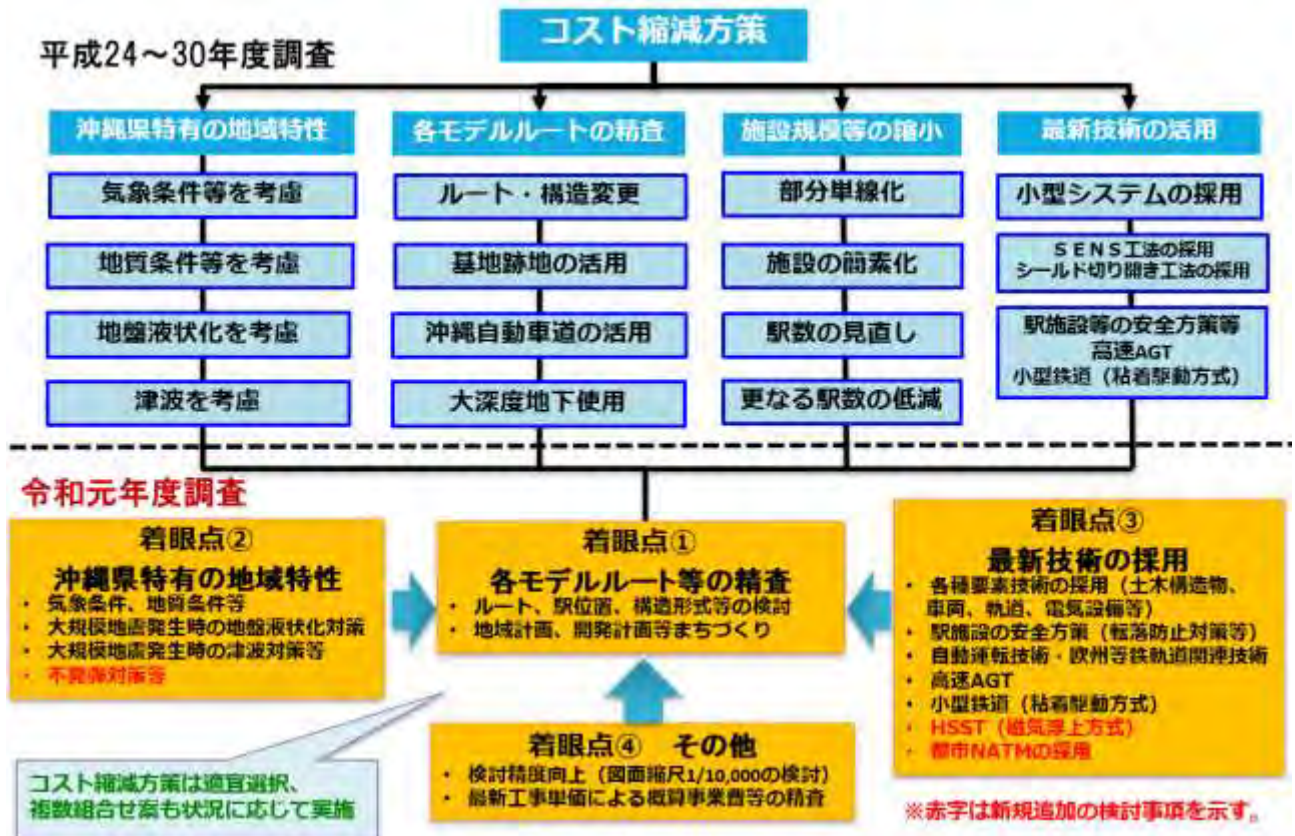 コスト縮減方策
平成24～30年度調査
沖縄県特有の地域特性
気象条件等を考慮
地質条件等を考慮
地盤液状化を考慮
津波を考慮
各モデルルートの精査
ルート・構造変更
基地跡地の活用
沖縄自動車道の活用
大深度地下使用
施設規模等の縮小
部分単線化
施設の簡素化
駅数の見直し
更なる駅数の低減
最新技術の活用
小型システムの採用
SENS工法の採用
シールド切り開き工法の採用
駅施設等の安全方策等
高速AGT
小型鉄道（粘着駆動方式）
令和元年度調査
着眼点②
沖縄県特有の地域特性
・気象条件、地質条件等
・大規模地震発生時の地盤液状化対策
・大規模地震発生時の津波対策等
・不発弾対策等
着眼点①
各モデルルート等の精査
・ルート、駅位置、構造形式等の検討
・地域計画、開発計画等まちづくり
着眼点③
最新技術の採用
・各種要素技術の採用（土木構造物、
車両、軌道、電気設備等）
・駅施設の安全方策（転落防止対策等）
・自動運転技術・欧州等鉄軌道関連技術
・高速AGT
・小型鉄道（粘着駆動方式）
・HSST（磁気浮上方式）
・都市NATMの採用
着眼点④ その他
・検討精度向上（図面縮尺1/10,000の検討）
・最新工事単価による概算事業費等の精査
コスト縮減方策は適宜選択、
複数組合せ案も状況に応じて実施
※赤字は新規追加の検討事項を示す。